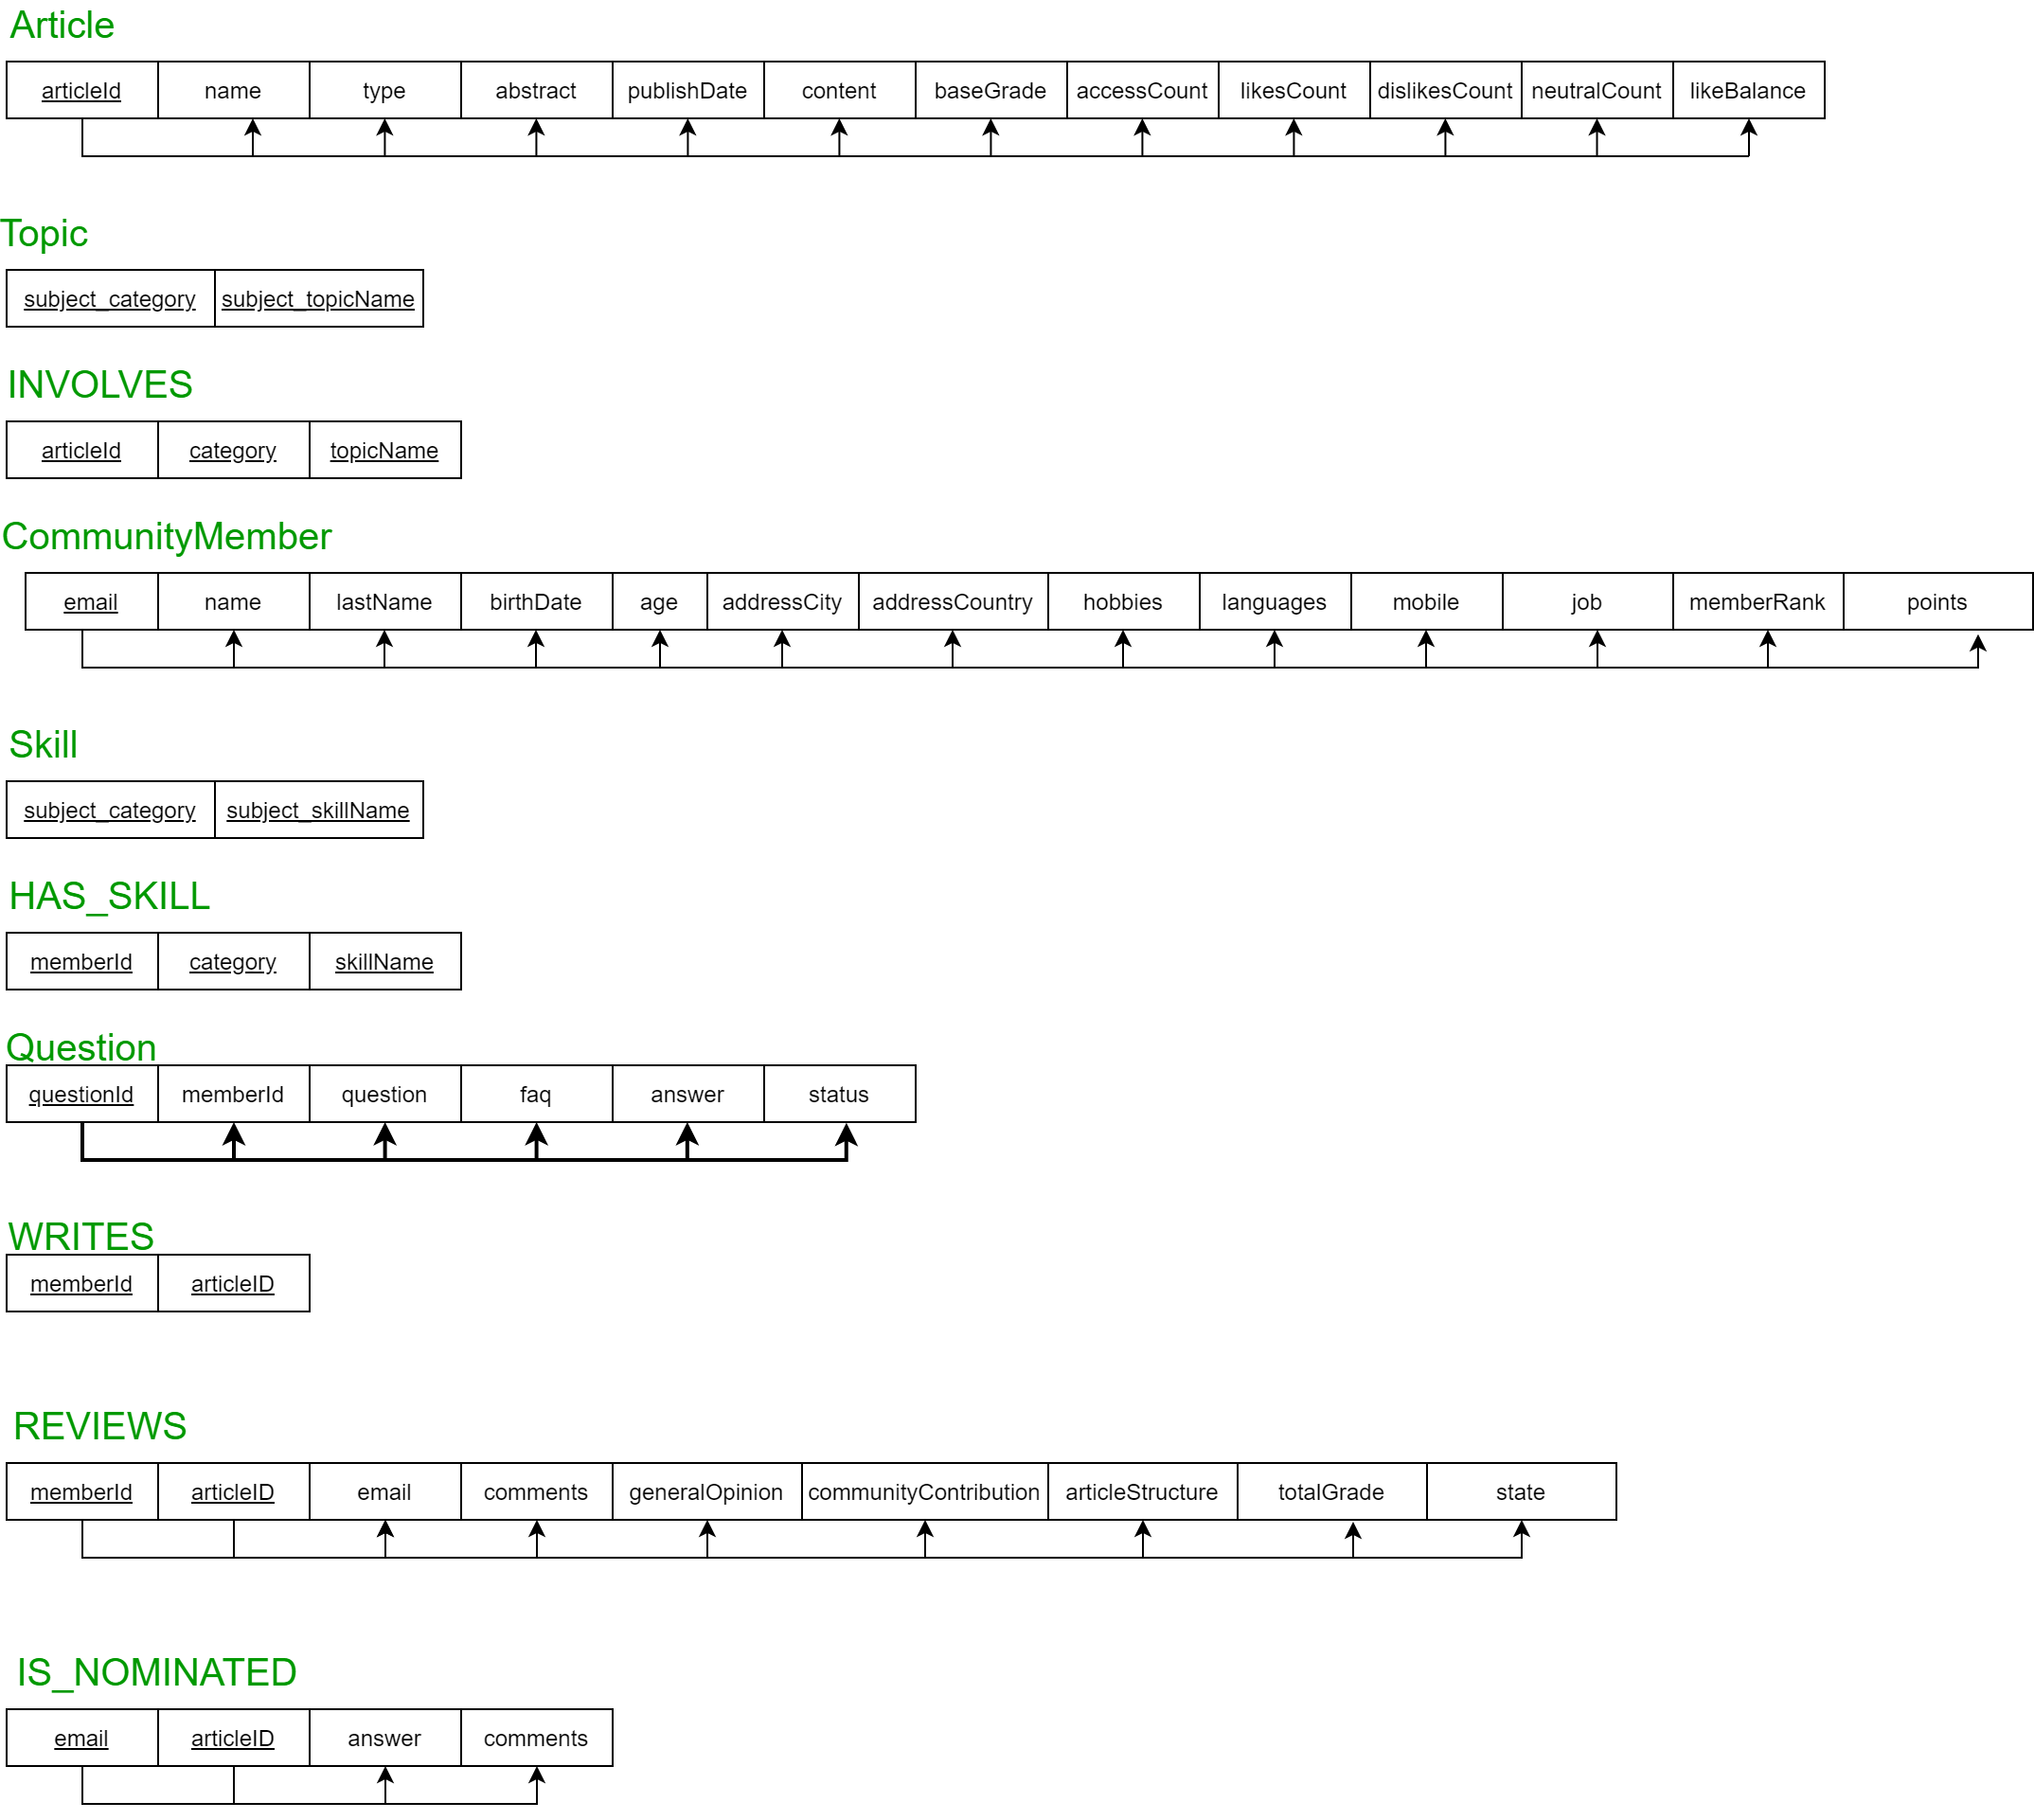 Article
articleId name type abstract publishDate content baseGrade accessCount likesCount dislikesCount neutralCount likeBalance
Topic
subject_category subject_topicName
INVOLVES
articleId category topicName
CommunityMember
email name lastName birthDate age addressCity addressCountry hobbies languages mobile job memberRank points
Skill
subject_category subject_skillName
HAS_SKILL
memberId category skillName
Question
questionId memberId question faq answer status
WRITES
memberId articleID
REVIEWS
memberId articleID email comments generalOpinion communityContribution articleStructure totalGrade state
IS_NOMINATED
email articleID answer comments